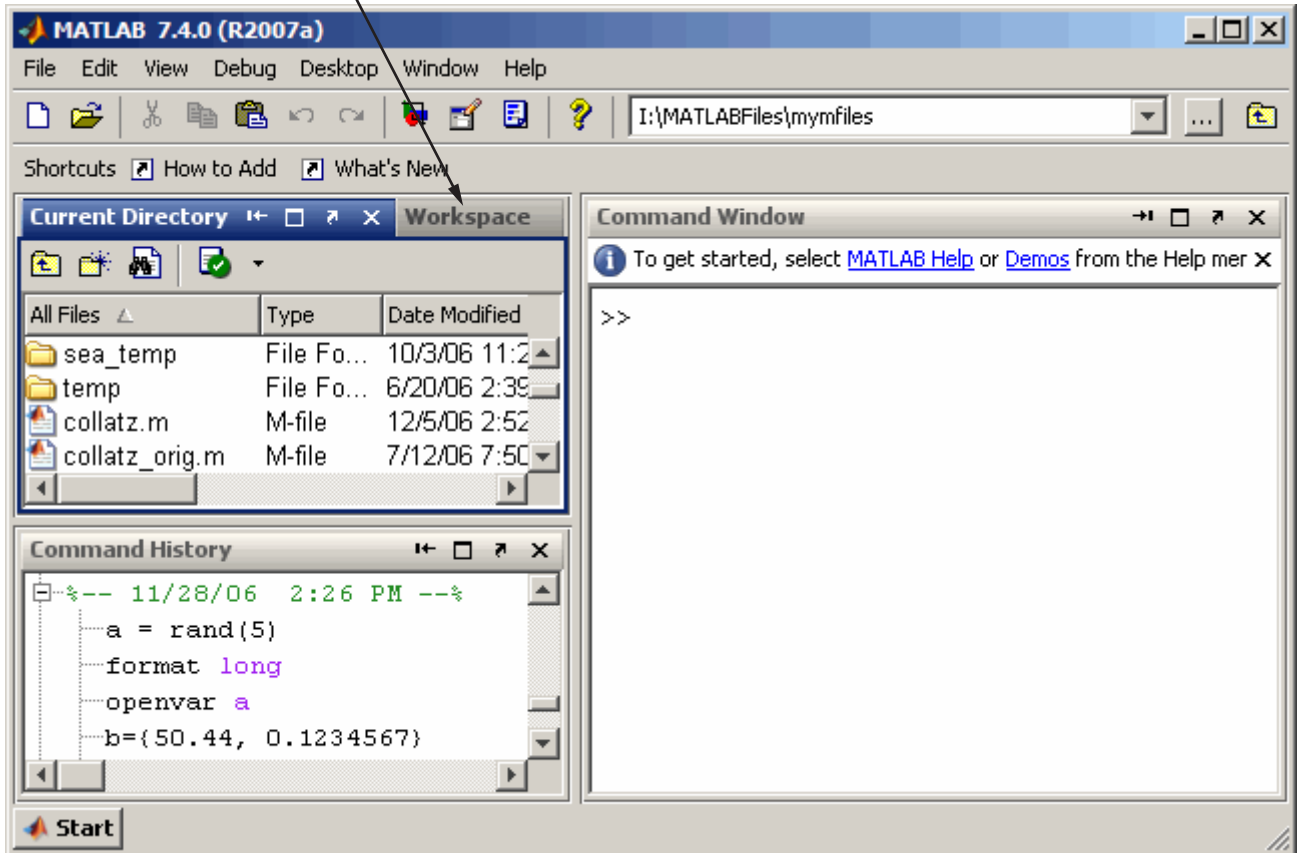 MATLAB 7.4.0 (R2007a)
File Edit View Debug Desktop Window Help
I:\MATLABFiles\mymfiles
...
Shortcuts How to Add What's New
Current Directory Workspace
All Files Type Date Modified
sea_temp File Fo... 10/3/06 11:2
temp File Fo... 6/20/06 2:39
collatz.m M-file 12/5/06 2:52
collatz_orig.m M-file 7/12/06 7:50
Command History
%-- 11/28/06 2:26 PM --%
a = rand(5)
format long
openvar a
b={50.44, 0.1234567}
Command Window
To get started, select MATLAB Help or Demos from the Help mer
>>
Start